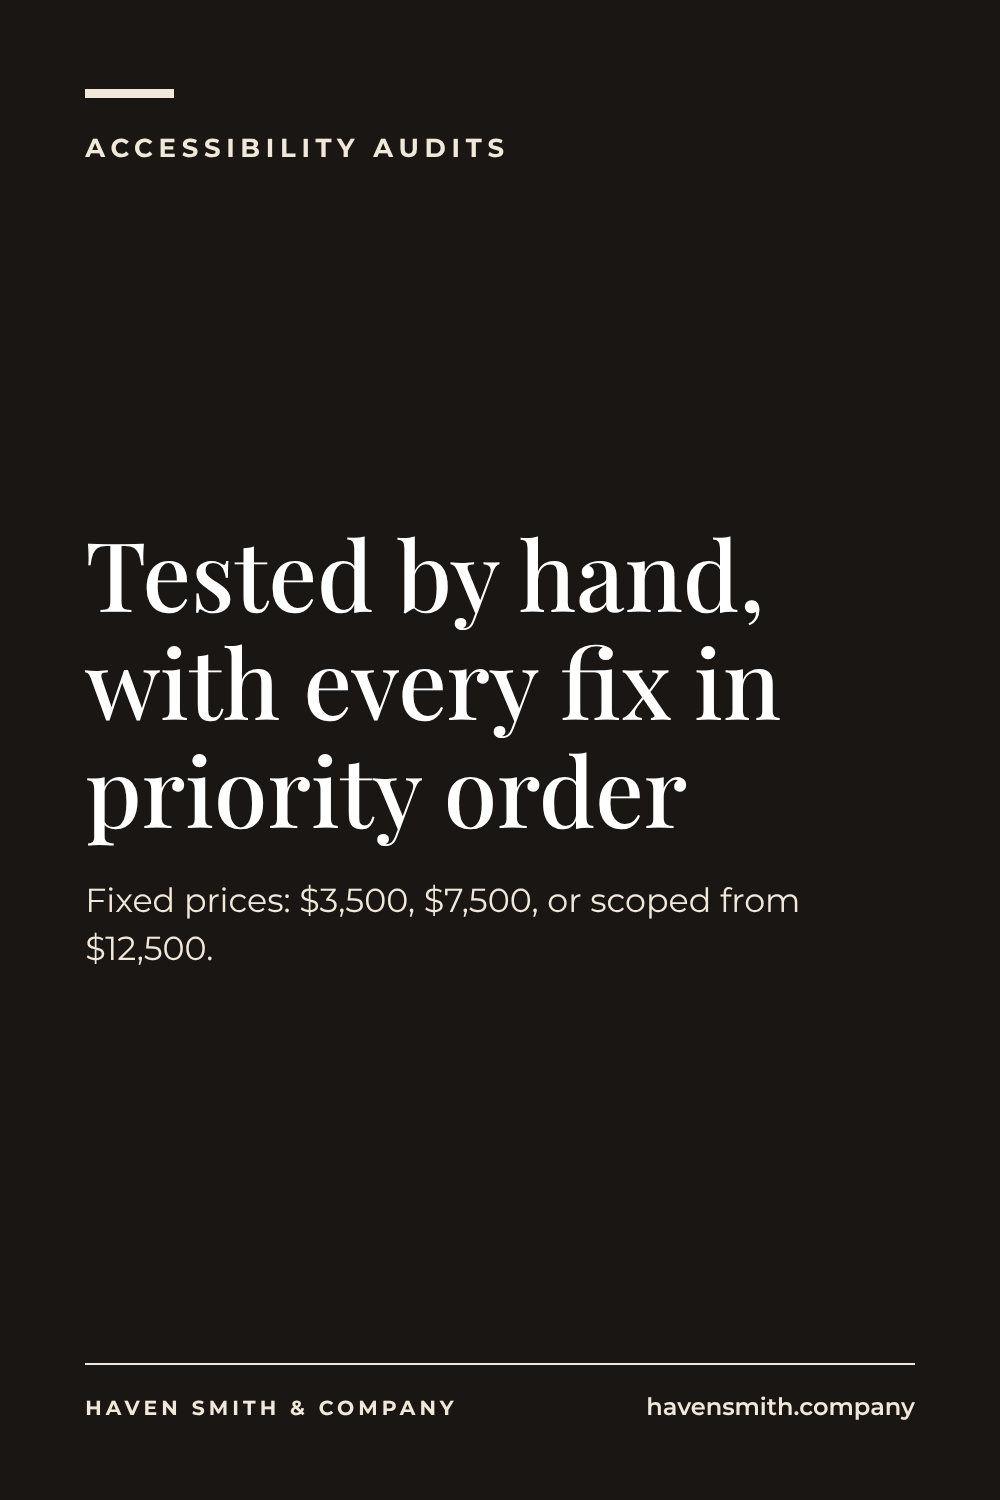 ACCESSIBILITY AUDITS
Tested by hand,
with every fix in
priority order
Fixed prices: $3,500, $7,500, or scoped from
$12,500.
HAVEN SMITH & COMPANY
havensmith.company